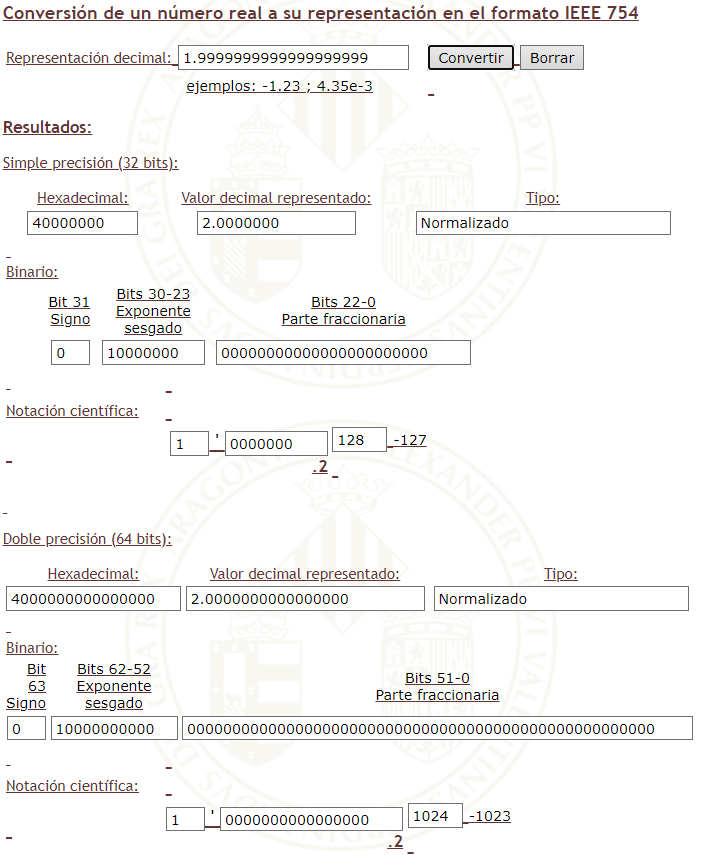 Conversión de un número real a su representación en el formato IEEE 754
Representación decimal: 1.9999999999999999999 Convertir Borrar
ejemplos: -1.23 ; 4.35e-3
Resultados:
Simple precisión (32 bits):
Hexadecimal: Valor decimal representado: Tipo:
40000000 2.0000000 Normalizado
Binario:
Bit 31 Signo Bits 30-23 Exponente sesgado Bits 22-0 Parte fraccionaria
0 10000000 00000000000000000000000
Notación científica:
1 ' 0000000 128 -127
.2
Doble precisión (64 bits):
Hexadecimal: Valor decimal representado: Tipo:
4000000000000000 2.0000000000000000 Normalizado
Binario:
Bit 63 Signo Bits 62-52 Exponente sesgado Bits 51-0 Parte fraccionaria
0 10000000000 0000000000000000000000000000000000000000000000000000
Notación científica:
1 ' 0000000000000000 1024 -1023
.2